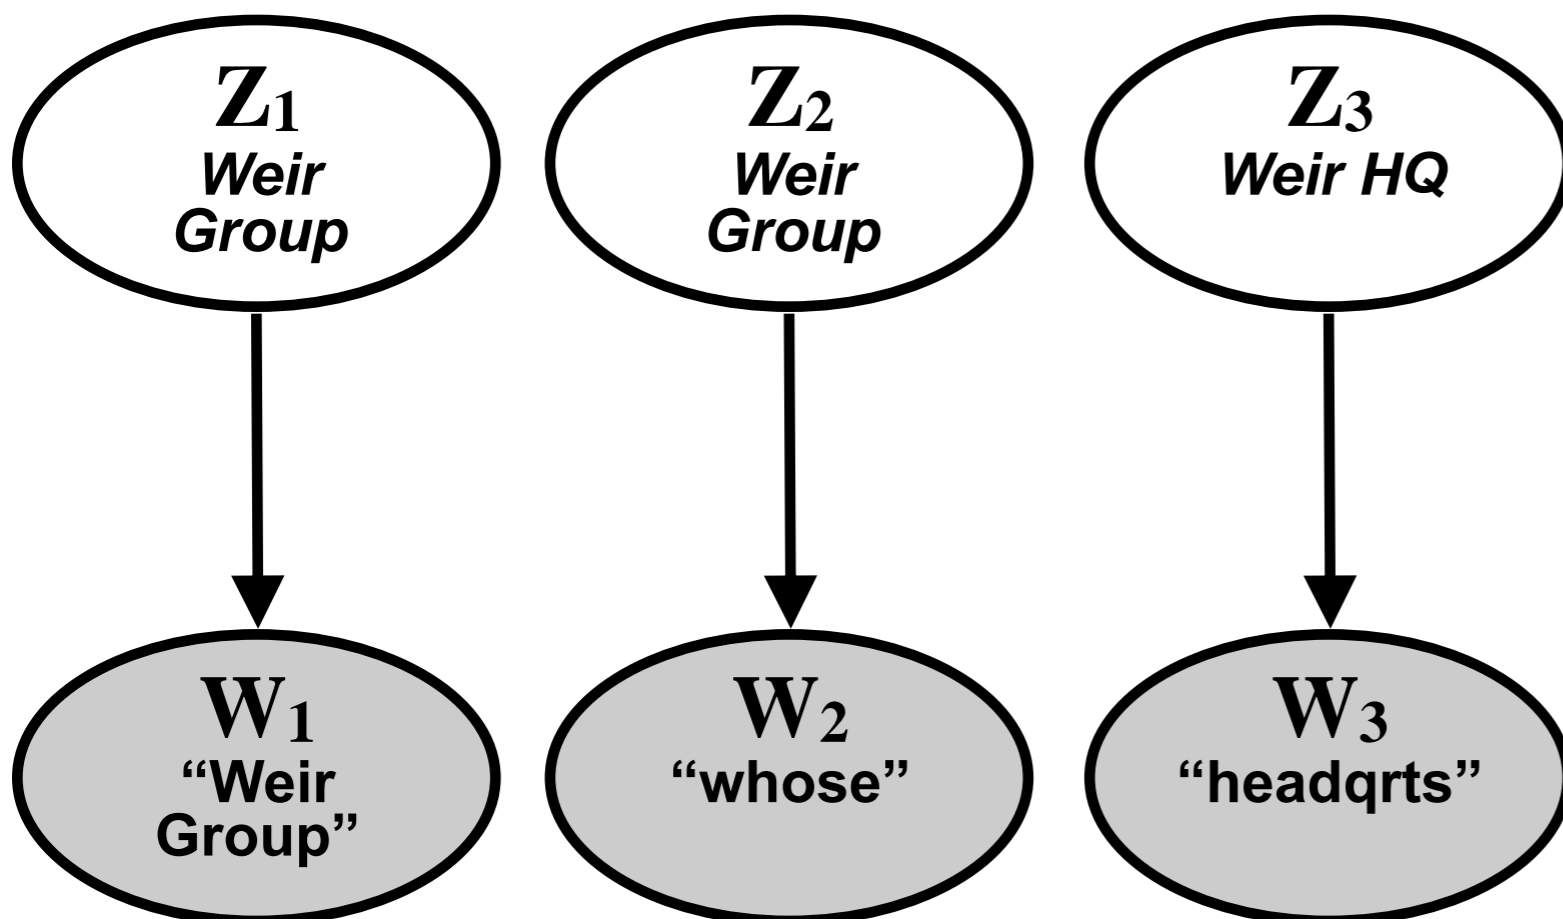 Z1 Z2 Z3
Weir Weir Weir HQ
Group Group
W1 W2 W3
“Weir “whose” “headqrts”
Group”